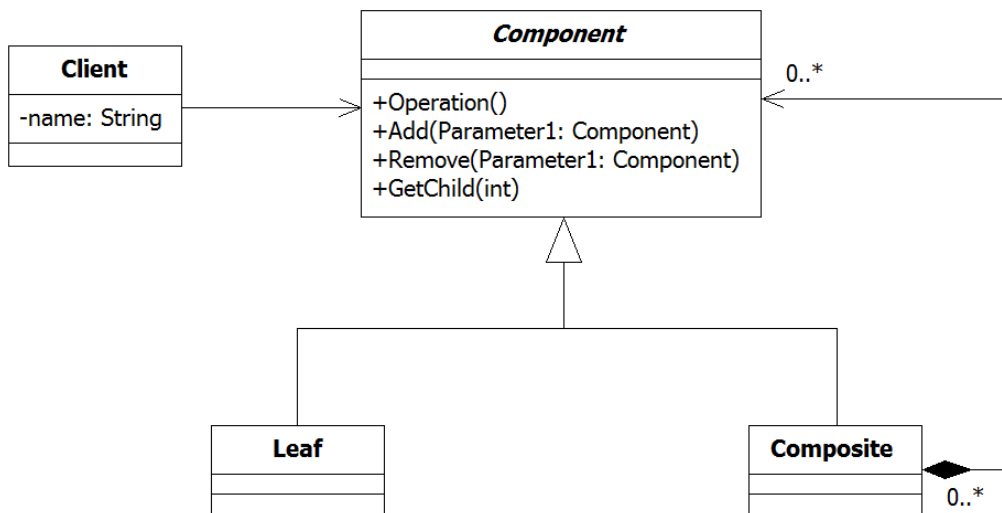 Client
-name: String
Component
+Operation()
+Add(Parameter1: Component)
+Remove(Parameter1: Component)
+GetChild(int)
0..*
Leaf
Composite
0..*